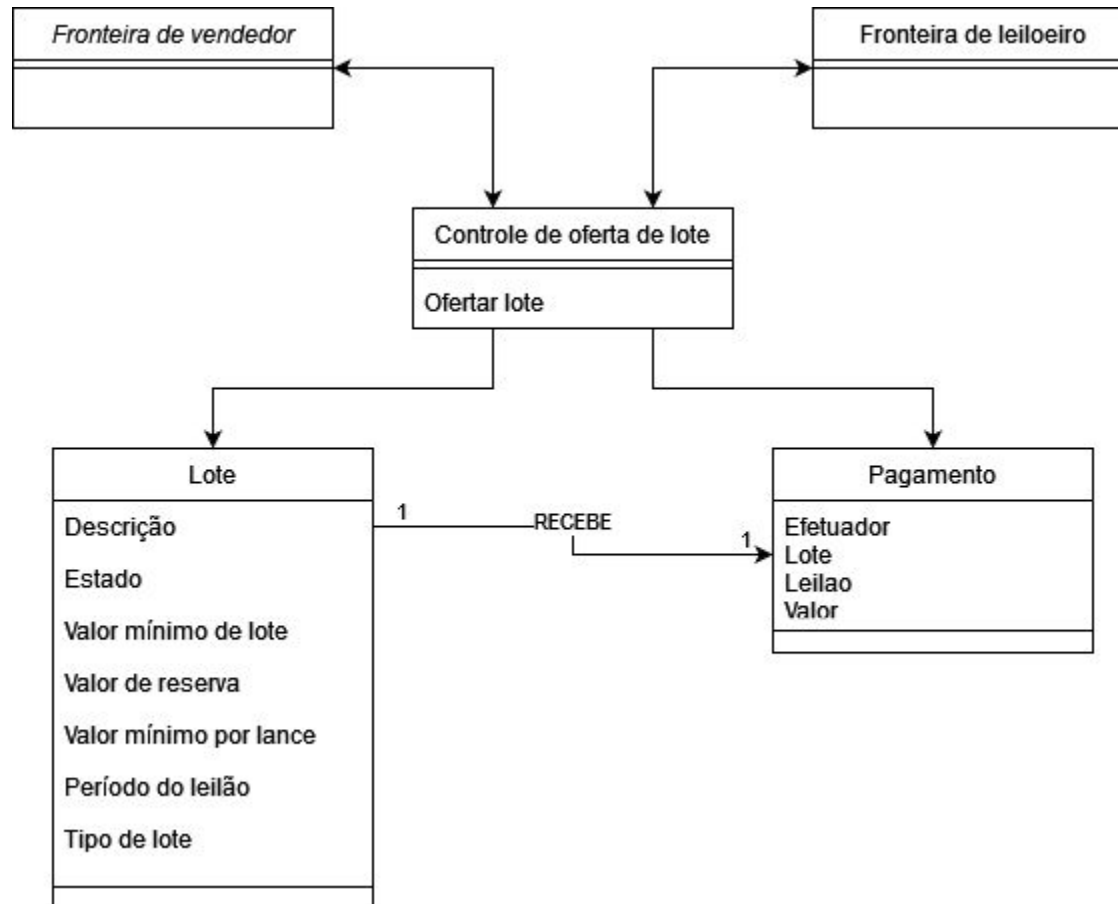 Fronteira de vendedor
Fronteira de leiloeiro
Controle de oferta de lote
Ofertar lote
Lote
Descrição
Estado
Valor mínimo de lote
Valor de reserva
Valor mínimo por lance
Período do leilão
Tipo de lote
1
RECEBE
1
Pagamento
Efetuador
Lote
Leilao
Valor